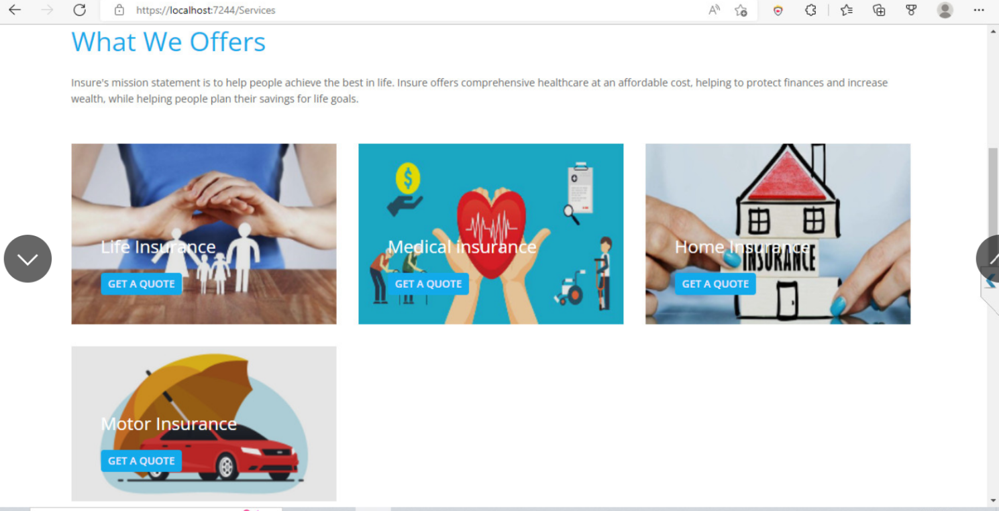 https://localhost:7244/Services
What We Offers
Insure's mission statement is to help people achieve the best in life. Insure offers comprehensive healthcare at an affordable cost, helping to protect finances and increase
wealth, while helping people plan their savings for life goals.
Life Insurance
GET A QUOTE
Medical insurance
GET A QUOTE
Home Insurance
INSURANCE
GET A QUOTE
Motor Insurance
GET A QUOTE